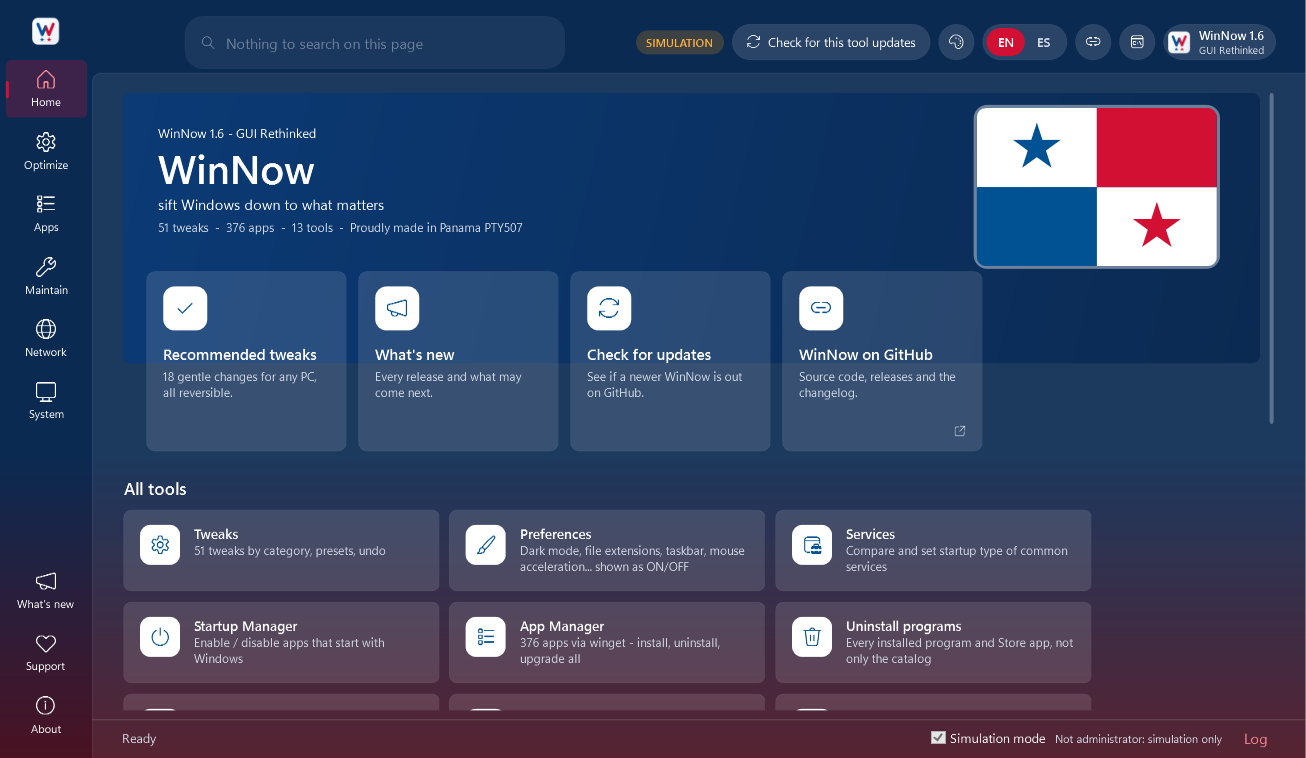 Nothing to search on this page
SIMULATION
Check for this tool updates
EN
ES
WinNow 1.6
GUI Rethinked
Home
Optimize
Apps
Maintain
Network
System
What's new
Support
About
WinNow 1.6 - GUI Rethinked
WinNow
sift Windows down to what matters
51 tweaks - 376 apps - 13 tools - Proudly made in Panama PTY507
Recommended tweaks
18 gentle changes for any PC,
all reversible.
What's new
Every release and what may
come next.
Check for updates
See if a newer WinNow is out
on GitHub.
WinNow on GitHub
Source code, releases and the
changelog.
All tools
Tweaks
51 tweaks by category, presets, undo
Preferences
Dark mode, file extensions, taskbar, mouse
acceleration... shown as ON/OFF
Services
Compare and set startup type of common
services
Startup Manager
Enable / disable apps that start with
Windows
App Manager
376 apps via winget - install, uninstall,
upgrade all
Uninstall programs
Every installed program and Store app, not
only the catalog
Ready
Simulation mode
Not administrator: simulation only
Log